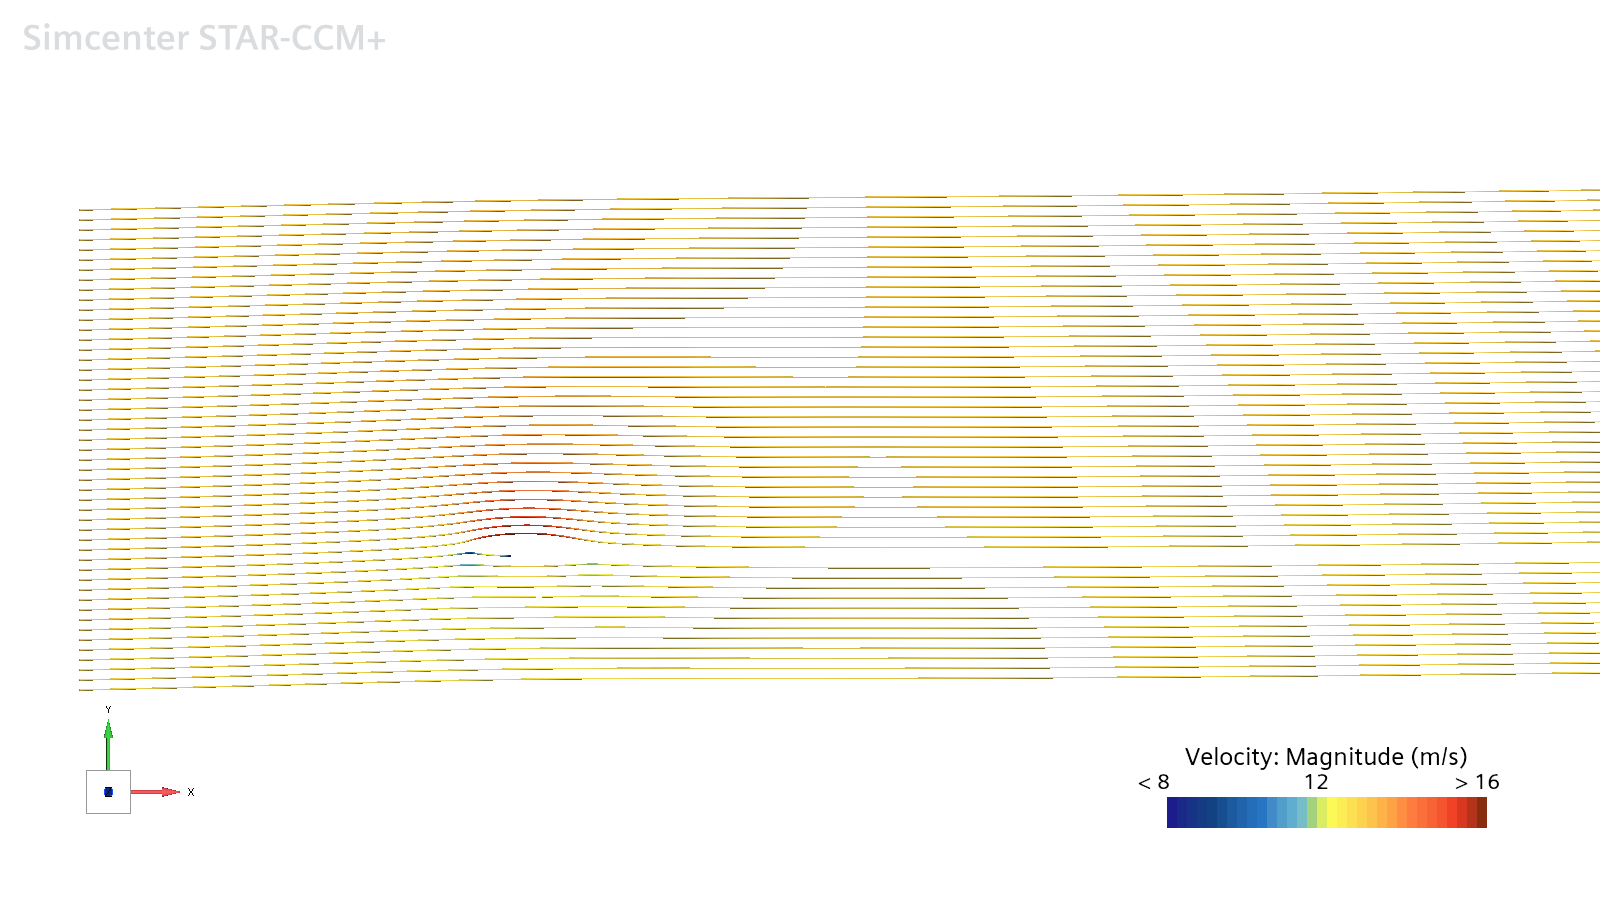 Simcenter STAR-CCM+
Y
X
Velocity: Magnitude (m/s)
< 8 12 > 16